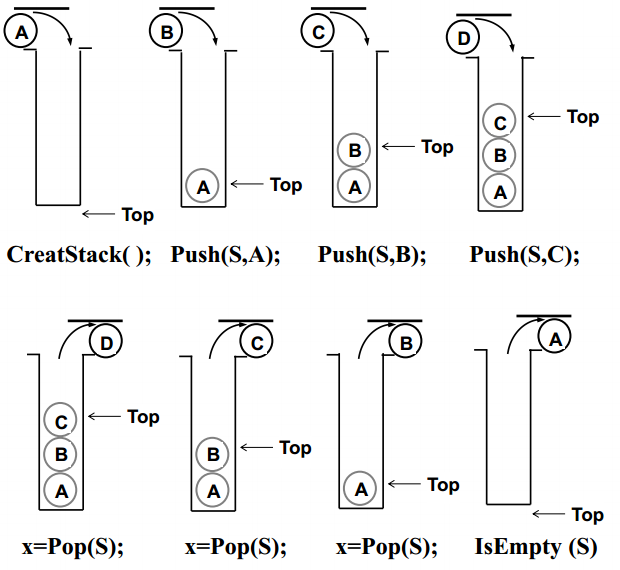 A B C D
C
B B
A A A
Top Top Top Top
CreatStack( ); Push(S,A); Push(S,B); Push(S,C);
D C B A
C
B B
A A A
Top Top Top Top
x=Pop(S); x=Pop(S); x=Pop(S); IsEmpty (S)